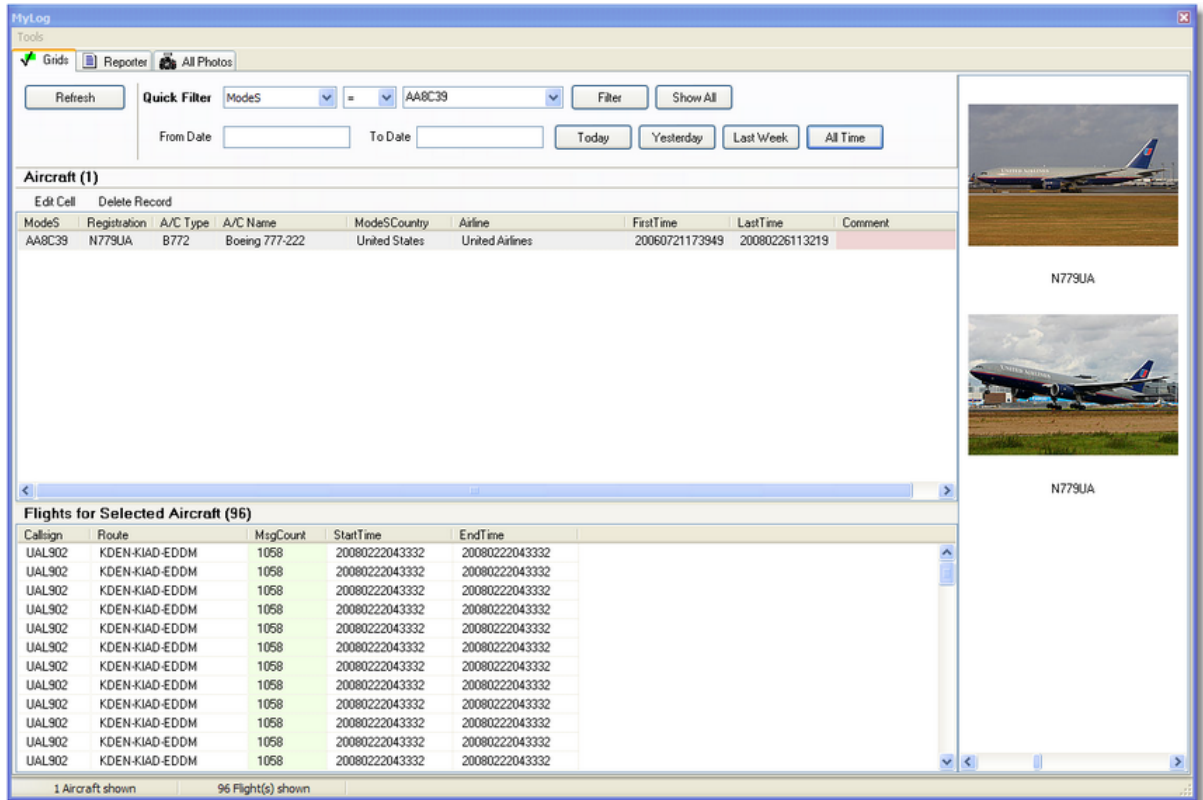 MyLog
Tools
Grids Reporter All Photos
Refresh Quick Filter ModeS = AA8C39 Filter Show All
From Date To Date Today Yesterday Last Week All Time
Aircraft (1)
Edit Cell Delete Record
ModeS Registration A/C Type A/C Name ModeSCountry Airline FirstTime LastTime Comment
AA8C39 N779UA B772 Boeing 777-222 United States United Airlines 20060721173949 20080226113219
UNITED AIRLINES
N779UA
UNITED AIRLINES
N779UA
Flights for Selected Aircraft (96)
Callsign Route MsgCount StartTime EndTime
UAL902 KDEN-KIAD-EDDM 1058 20080222043332 20080222043332
UAL902 KDEN-KIAD-EDDM 1058 20080222043332 20080222043332
UAL902 KDEN-KIAD-EDDM 1058 20080222043332 20080222043332
UAL902 KDEN-KIAD-EDDM 1058 20080222043332 20080222043332
UAL902 KDEN-KIAD-EDDM 1058 20080222043332 20080222043332
UAL902 KDEN-KIAD-EDDM 1058 20080222043332 20080222043332
UAL902 KDEN-KIAD-EDDM 1058 20080222043332 20080222043332
UAL902 KDEN-KIAD-EDDM 1058 20080222043332 20080222043332
UAL902 KDEN-KIAD-EDDM 1058 20080222043332 20080222043332
UAL902 KDEN-KIAD-EDDM 1058 20080222043332 20080222043332
UAL902 KDEN-KIAD-EDDM 1058 20080222043332 20080222043332
UAL902 KDEN-KIAD-EDDM 1058 20080222043332 20080222043332
1 Aircraft shown 96 Flight(s) shown